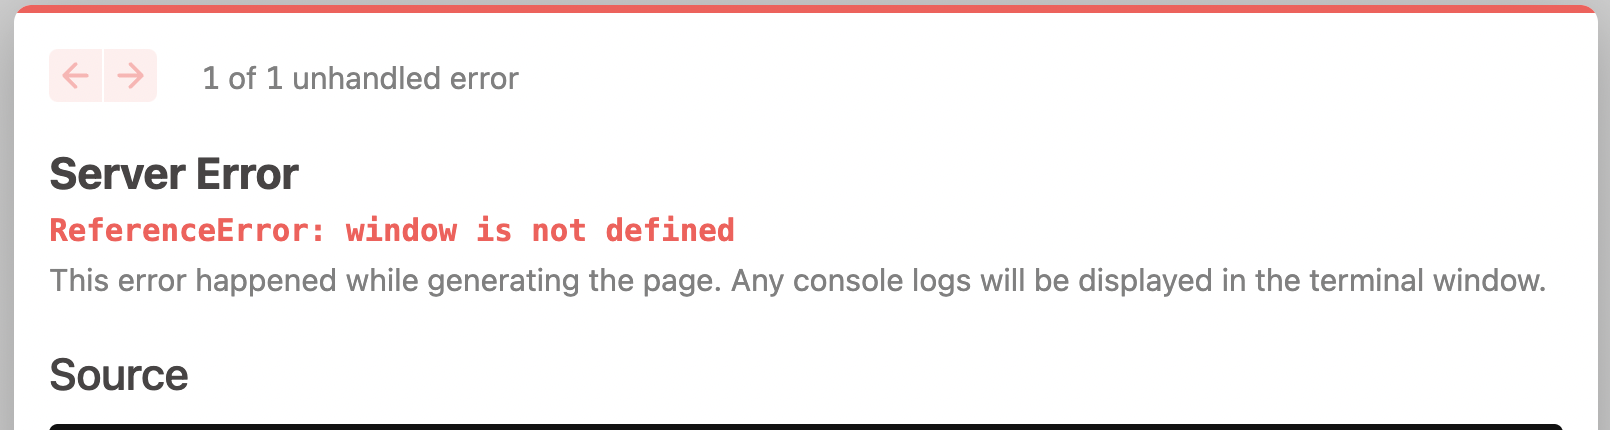 1 of 1 unhandled error
Server Error
ReferenceError: window is not defined
This error happened while generating the page. Any console logs will be displayed in the terminal window.
Source